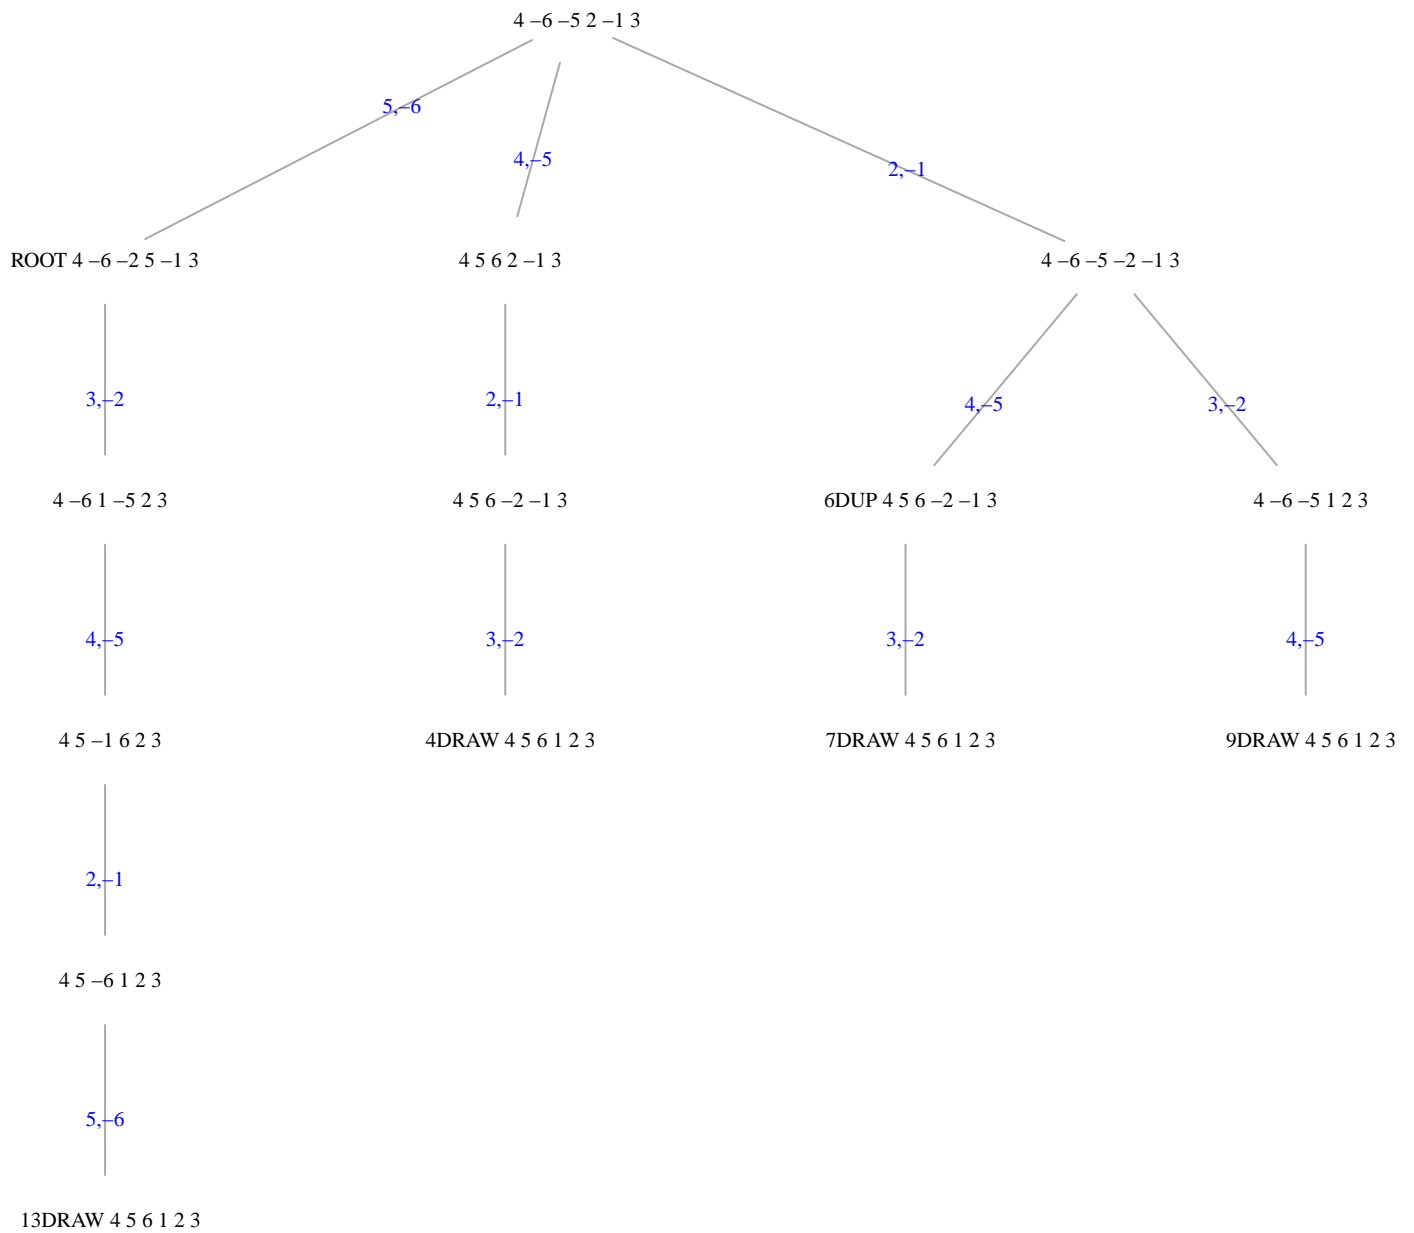 4 –6 –5 2 –1 3
5,–6
4,–5
2,–1
ROOT 4 –6 –2 5 –1 3
4 5 6 2 –1 3
4 –6 –5 –2 –1 3
3,–2
2,–1
4,–5
3,–2
4 –6 1 –5 2 3
4 5 6 –2 –1 3
6DUP 4 5 6 –2 –1 3
4 –6 –5 1 2 3
4,–5
3,–2
3,–2
4,–5
4 5 –1 6 2 3
4DRAW 4 5 6 1 2 3
7DRAW 4 5 6 1 2 3
9DRAW 4 5 6 1 2 3
2,–1
4 5 –6 1 2 3
5,–6
13DRAW 4 5 6 1 2 3